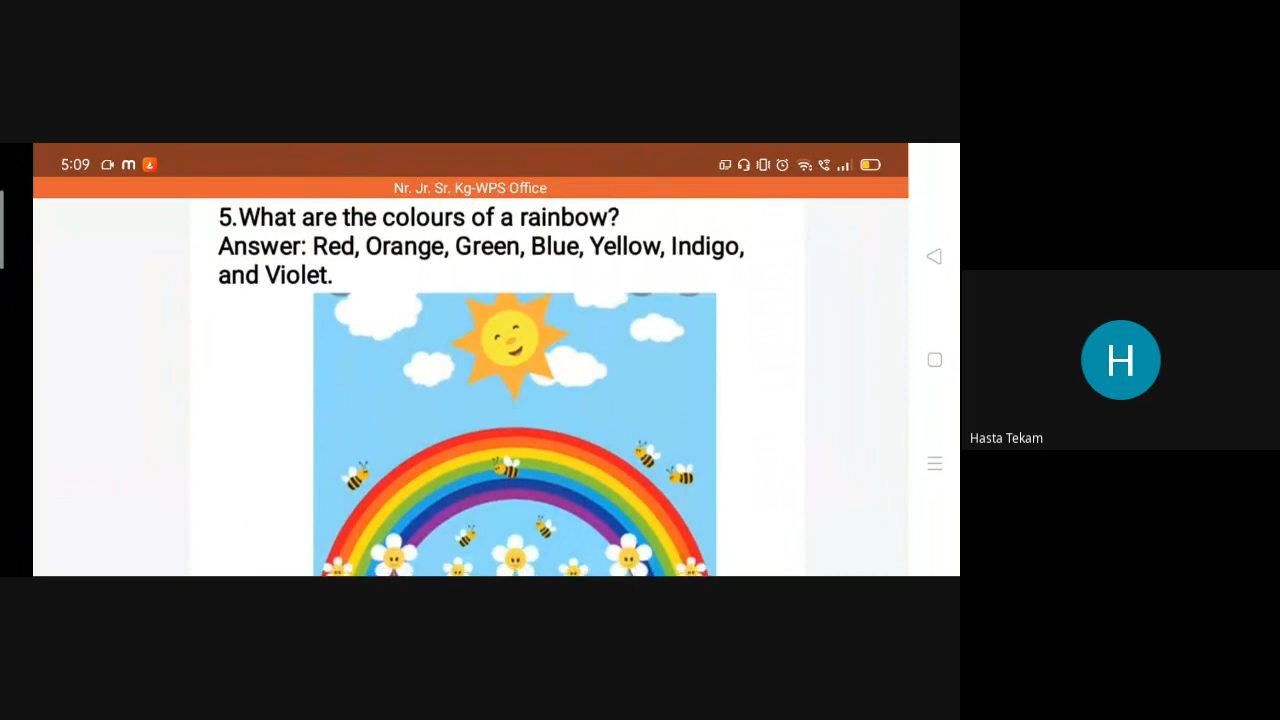 5:09 m
Nr. Jr. Sr. Kg-WPS Office
5.What are the colours of a rainbow?
Answer: Red, Orange, Green, Blue, Yellow, Indigo,
and Violet.
H
Hasta Tekam